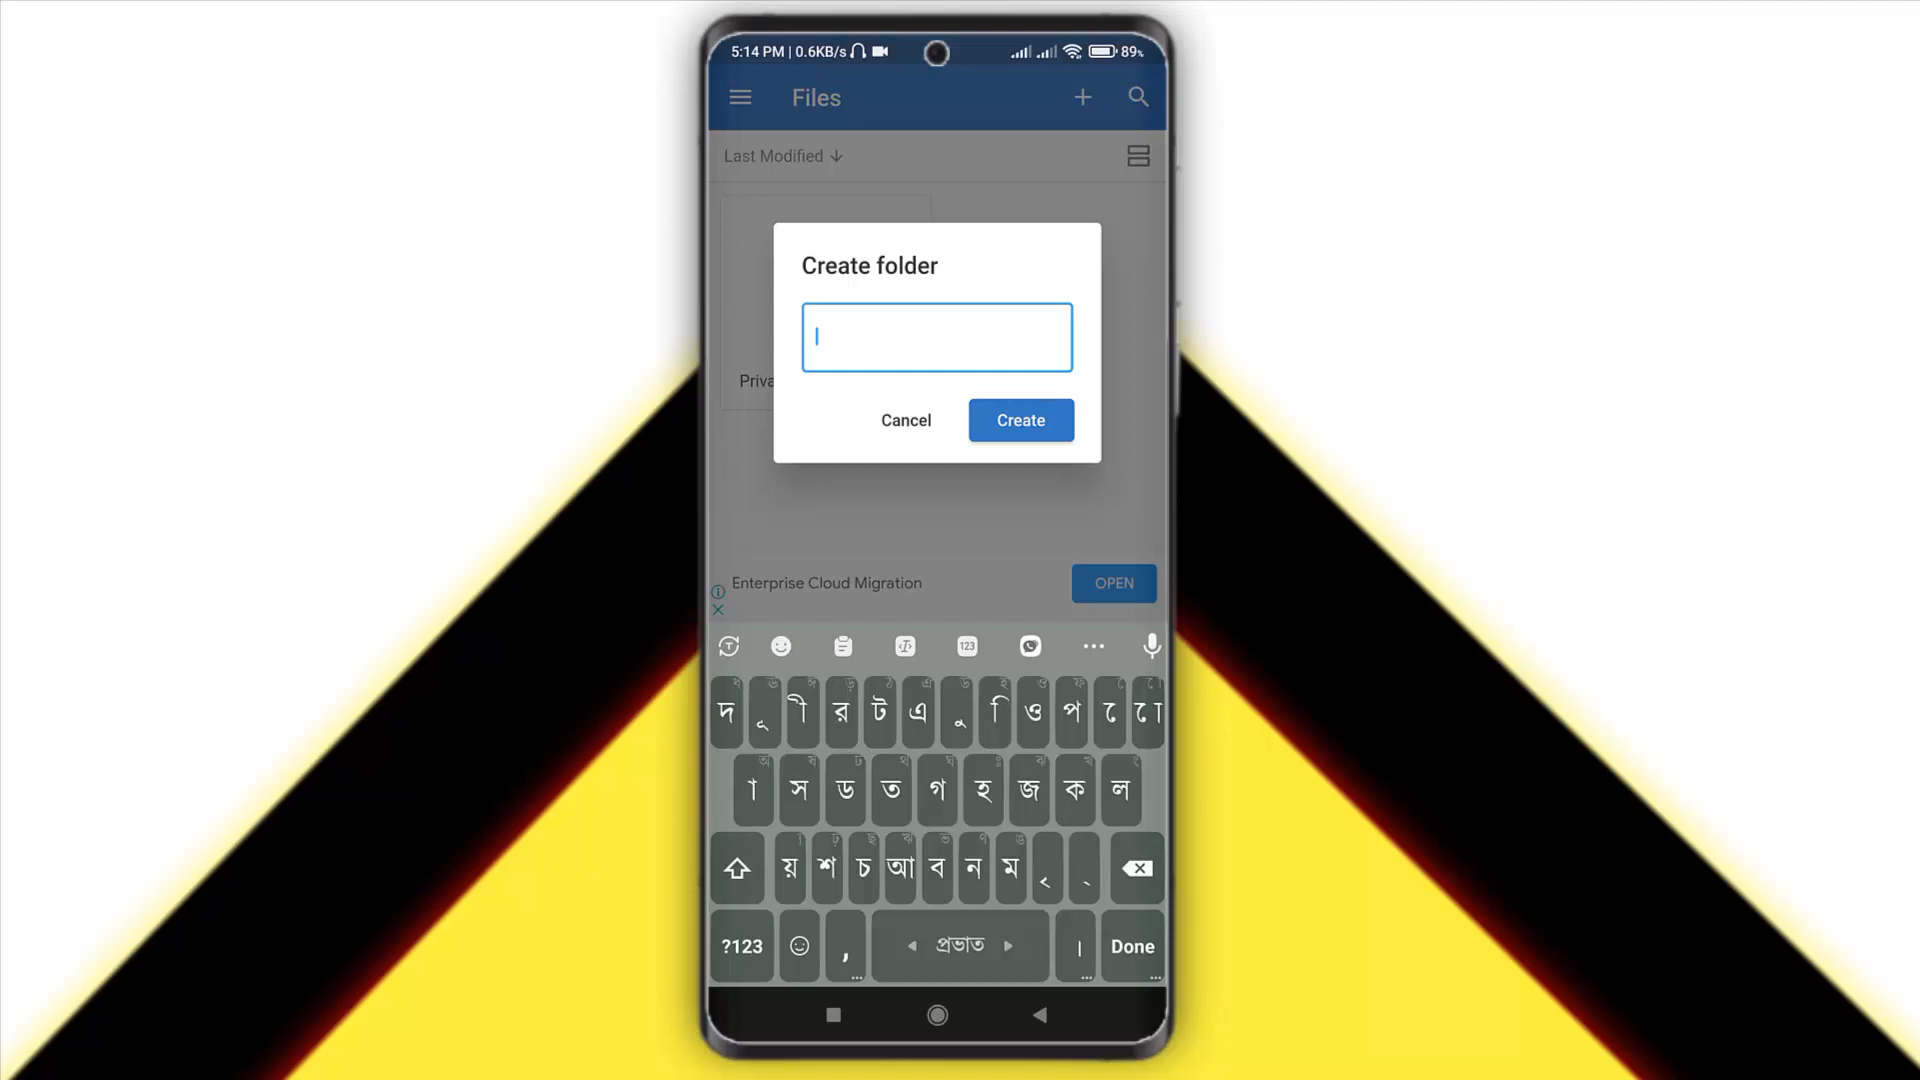 5:14 PM | 0.6KB/s 89%
Files
Last Modified
Create folder
Priva
Cancel Create
Enterprise Cloud Migration OPEN
123
দ ূ ী র ট এ ু ি ও প ে ো
া স ড ত গ হ জ ক ল
য় শ চ আ ব ন ম ৃ ্
?123 , প্রভাত । Done